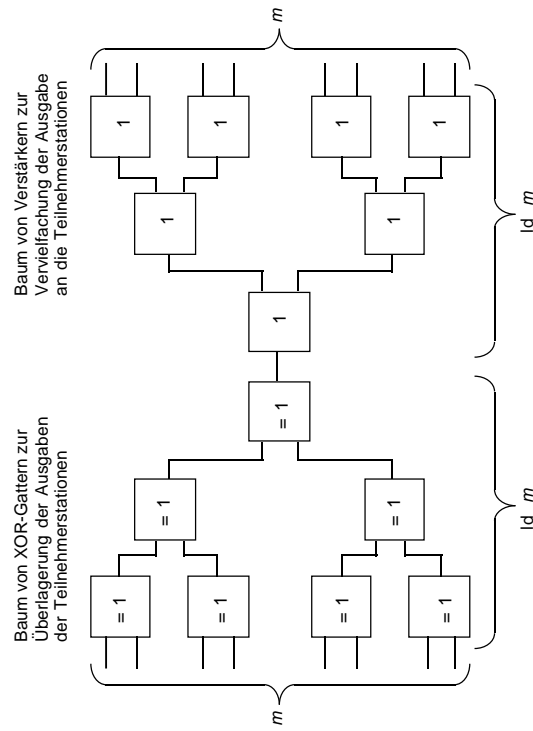 Baum von XOR-Gattern zur
Überlagerung der Ausgaben
der Teilnehmerstationen
Baum von Verstärkern zur
Vervielfachung der Ausgabe
an die Teilnehmerstationen
= 1
1
= 1
1
= 1
1
m
= 1
1
m
= 1
1
= 1
1
= 1
1
ld m
ld m